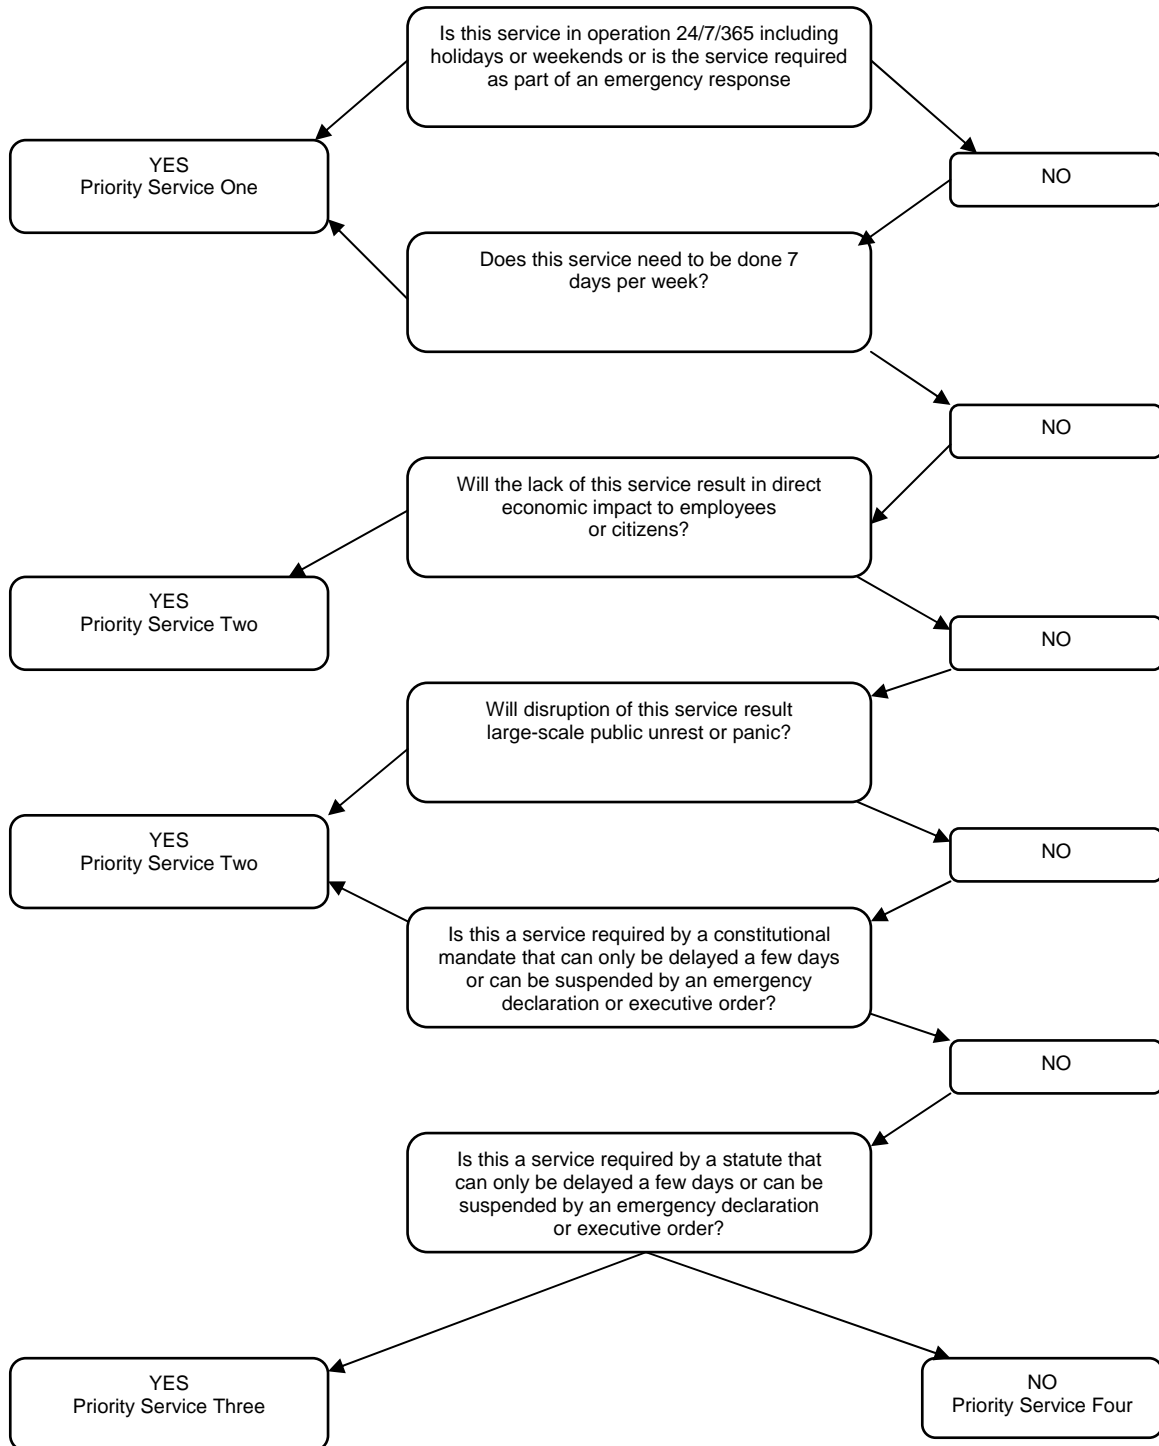 Is this service in operation 24/7/365 including
holidays or weekends or is the service required
as part of an emergency response
YES
Priority Service One
NO
Does this service need to be done 7
days per week?
NO
Will the lack of this service result in direct
economic impact to employees
or citizens?
YES
Priority Service Two
NO
Will disruption of this service result
large-scale public unrest or panic?
YES
Priority Service Two
NO
Is this a service required by a constitutional
mandate that can only be delayed a few days
or can be suspended by an emergency
declaration or executive order?
NO
Is this a service required by a statute that
can only be delayed a few days or can be
suspended by an emergency declaration
or executive order?
YES
Priority Service Three
NO
Priority Service Four